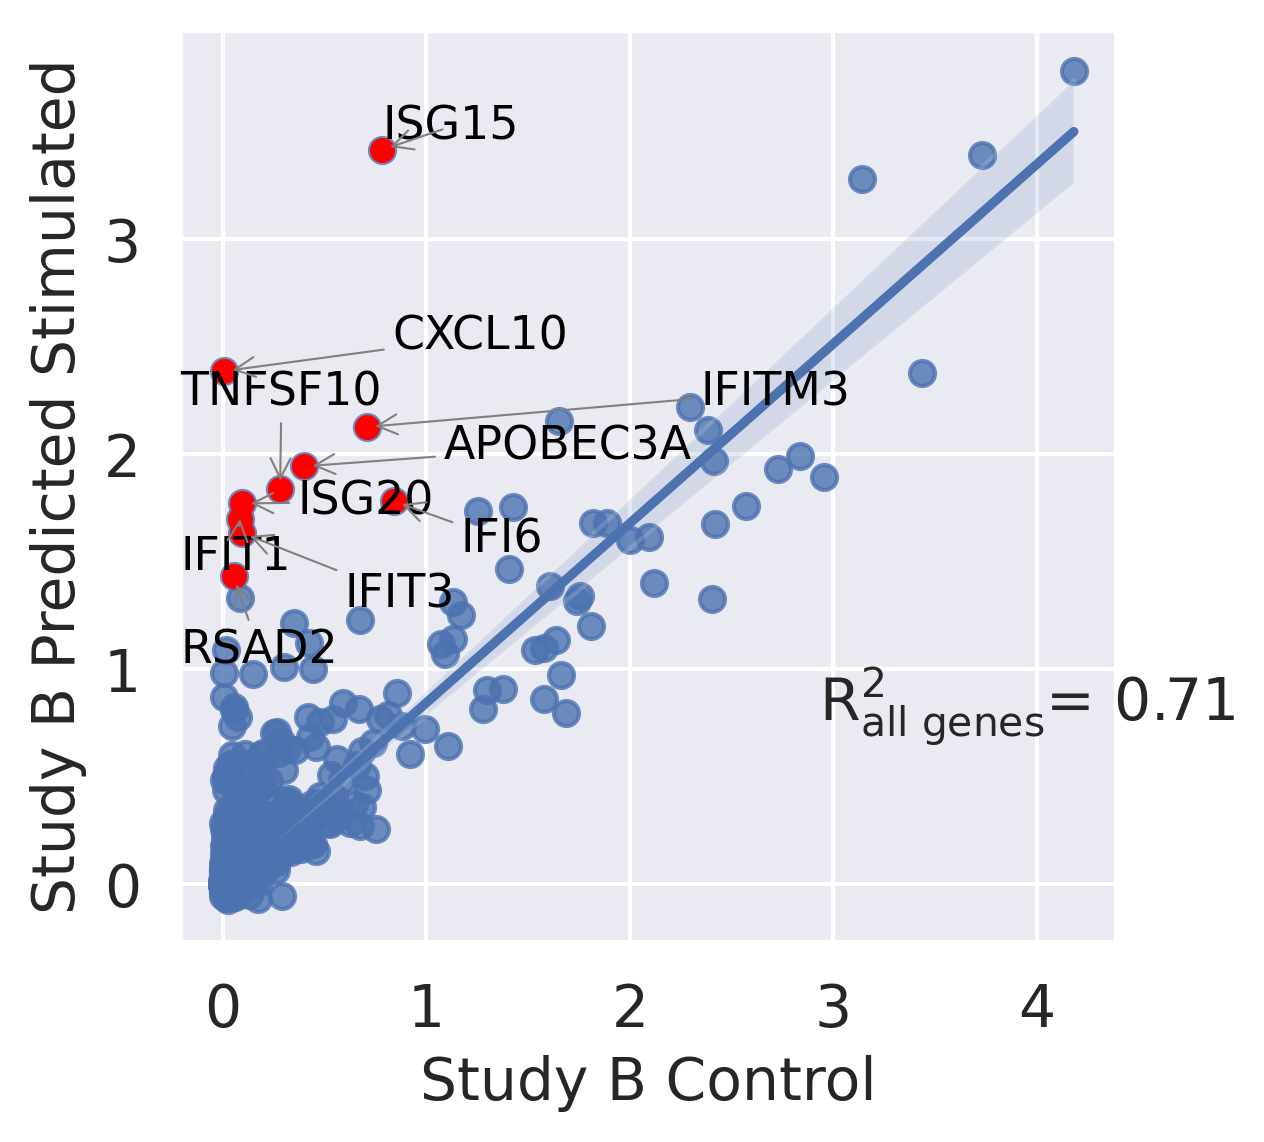 Study B Predicted Stimulated
3
2
1
0
ISG15
CXCL10
TNFSF10
IFITM3
APOBEC3A
ISG20
IFI6
IFIT1
IFIT3
RSAD2
R²all genes = 0.71
0 1 2 3 4
Study B Control